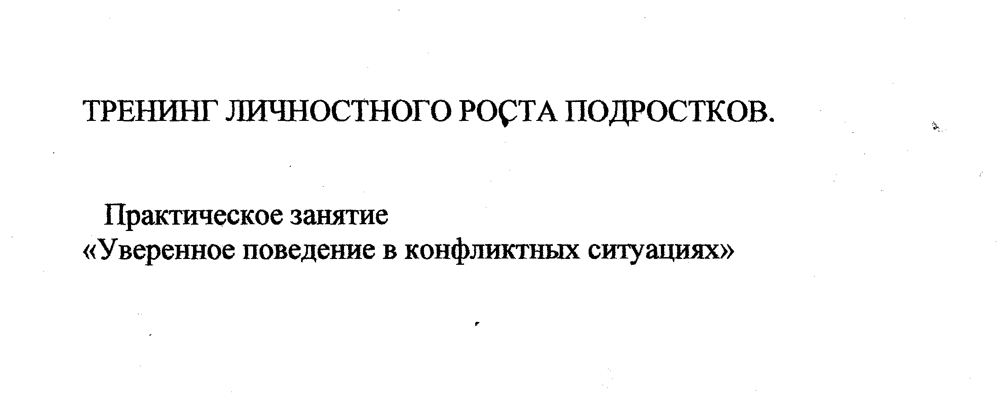 ТРЕНИНГ ЛИЧНОСТНОГО РОСТА ПОДРОСТКОВ.
Практическое занятие
«Уверенное поведение в конфликтных ситуациях»